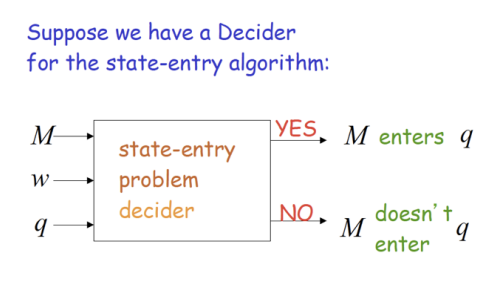 Suppose we have a Decider
for the state-entry algorithm:
M
w
q
state-entry
problem
decider
YES
M enters q
NO
M doesn't enter q